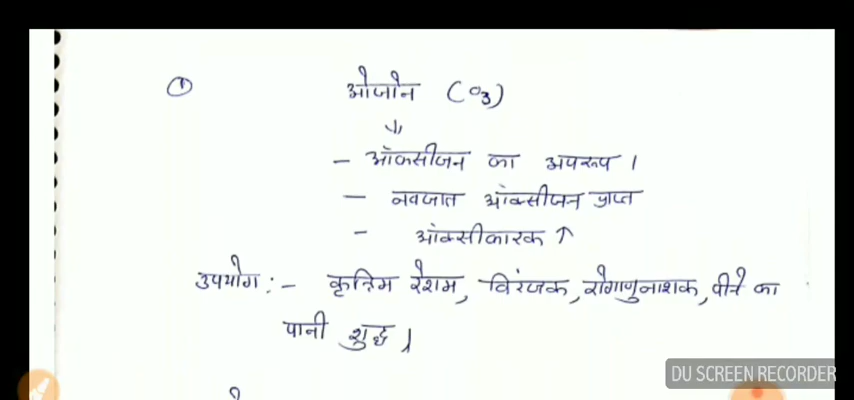 ① ओजोन (O3)
↓
- ऑक्सीजन का अपरूप ।
- नवजात ऑक्सीजन प्राप्त
- ऑक्सीकारक ↑
उपयोग :- कृत्रिम रेशम, विरंजक, रोगाणुनाशक, पीने का
पानी शुद्ध ।
DU SCREEN RECORDER